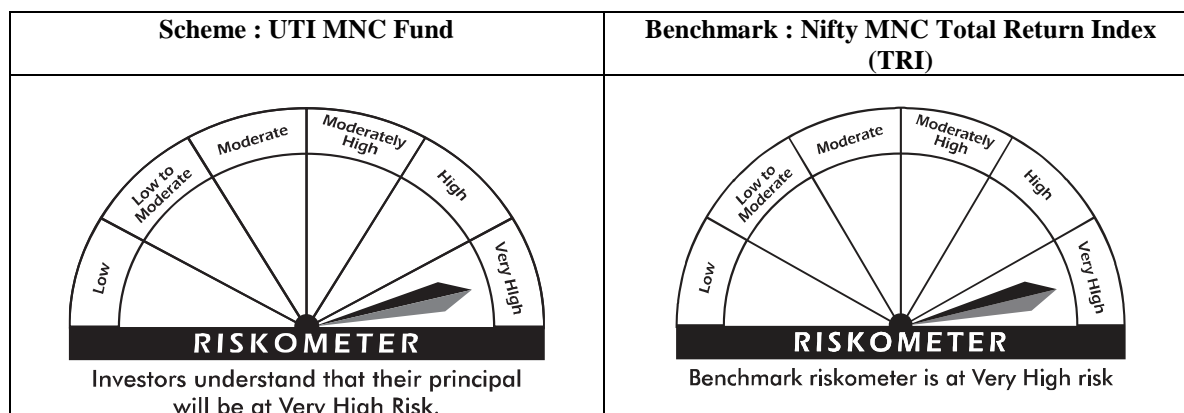 Scheme : UTI MNC Fund
Benchmark : Nifty MNC Total Return Index
(TRI)
Low
Low to
Moderate
Moderate
Moderately
High
High
Very High
RISKOMETER
Investors understand that their principal
will be at Very High Risk.
Low
Low to
Moderate
Moderate
Moderately
High
High
Very High
RISKOMETER
Benchmark riskometer is at Very High risk